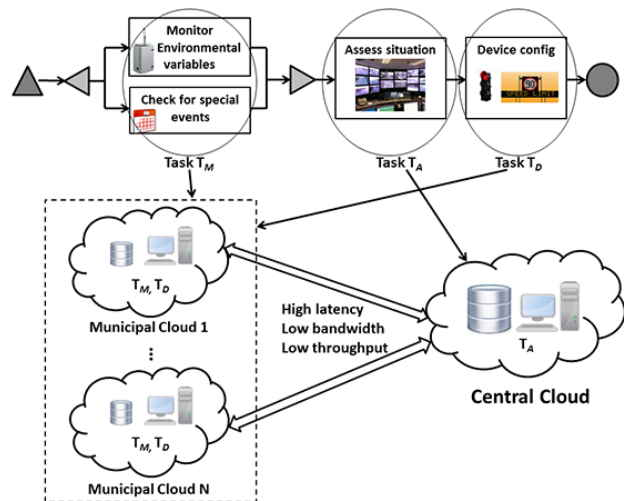 Monitor
Environmental
variables
Check for special
events
Assess situation
Device config
90
SPEED LIMIT
Task T_M
Task T_A
Task T_D
T_M, T_D
Municipal Cloud 1
High latency
Low bandwidth
Low throughput
T_A
Central Cloud
...
T_M, T_D
Municipal Cloud N